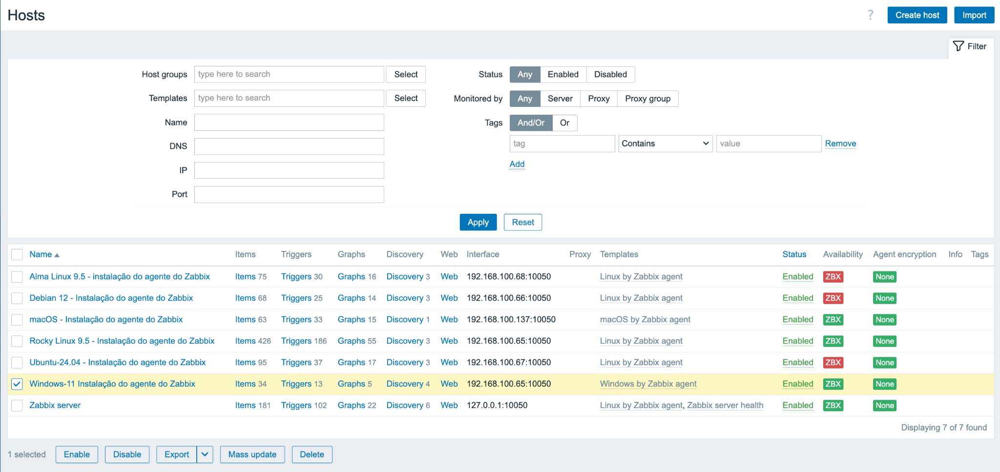 Hosts
? Create host Import
Filter
Host groups type here to search Select Status Any Enabled Disabled
Templates type here to search Select Monitored by Any Server Proxy Proxy group
Name Tags And/Or Or
DNS tag Contains value Remove
IP Add
Port
Apply Reset
Name Items Triggers Graphs Discovery Web Interface Proxy Templates Status Availability Agent encryption Info Tags
Alma Linux 9.5 - instalação do agente do Zabbix Items 75 Triggers 30 Graphs 16 Discovery 3 Web 192.168.100.68:10050 Linux by Zabbix agent Enabled ZBX None
Debian 12 - Instalação do agente do Zabbix Items 68 Triggers 25 Graphs 14 Discovery 3 Web 192.168.100.66:10050 Linux by Zabbix agent Enabled ZBX None
macOS - Instalação do agente do Zabbix Items 63 Triggers 33 Graphs 15 Discovery 1 Web 192.168.100.137:10050 macOS by Zabbix agent Enabled ZBX None
Rocky Linux 9.5 - Instalação do agente do Zabbix Items 426 Triggers 186 Graphs 55 Discovery 3 Web 192.168.100.65:10050 Linux by Zabbix agent Enabled ZBX None
Ubuntu-24.04 - Instalação do agente do Zabbix Items 95 Triggers 37 Graphs 17 Discovery 3 Web 192.168.100.67:10050 Linux by Zabbix agent Enabled ZBX None
Windows-11 Instalação do agente do Zabbix Items 34 Triggers 13 Graphs 5 Discovery 4 Web 192.168.100.65:10050 Windows by Zabbix agent Enabled ZBX None
Zabbix server Items 181 Triggers 102 Graphs 22 Discovery 6 Web 127.0.0.1:10050 Linux by Zabbix agent, Zabbix server health Enabled ZBX None
Displaying 7 of 7 found
1 selected Enable Disable Export Mass update Delete